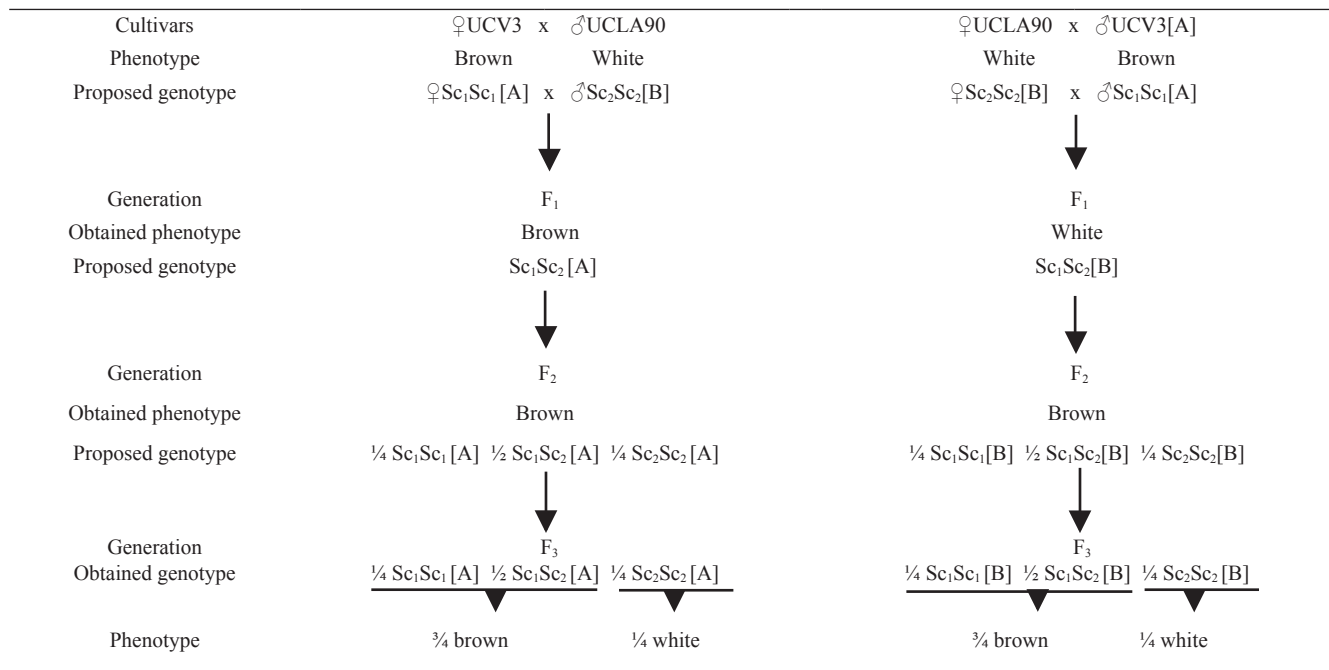 Cultivars ♀UCV3 x ♂UCLA90 ♀UCLA90 x ♂UCV3[A]
Phenotype Brown White White Brown
Proposed genotype ♀Sc₁Sc₁[A] x ♂Sc₂Sc₂[B] ♀Sc₂Sc₂[B] x ♂Sc₁Sc₁[A]
Generation F₁ F₁
Obtained phenotype Brown White
Proposed genotype Sc₁Sc₂[A] Sc₁Sc₂[B]
Generation F₂ F₂
Obtained phenotype Brown Brown
Proposed genotype ¼ Sc₁Sc₁[A] ½ Sc₁Sc₂[A] ¼ Sc₂Sc₂[A] ¼ Sc₁Sc₁[B] ½ Sc₁Sc₂[B] ¼ Sc₂Sc₂[B]
Generation F₃ F₃
Obtained genotype ¼ Sc₁Sc₁[A] ½ Sc₁Sc₂[A] ¼ Sc₂Sc₂[A] ¼ Sc₁Sc₁[B] ½ Sc₁Sc₂[B] ¼ Sc₂Sc₂[B]
Phenotype ¾ brown ¼ white ¾ brown ¼ white